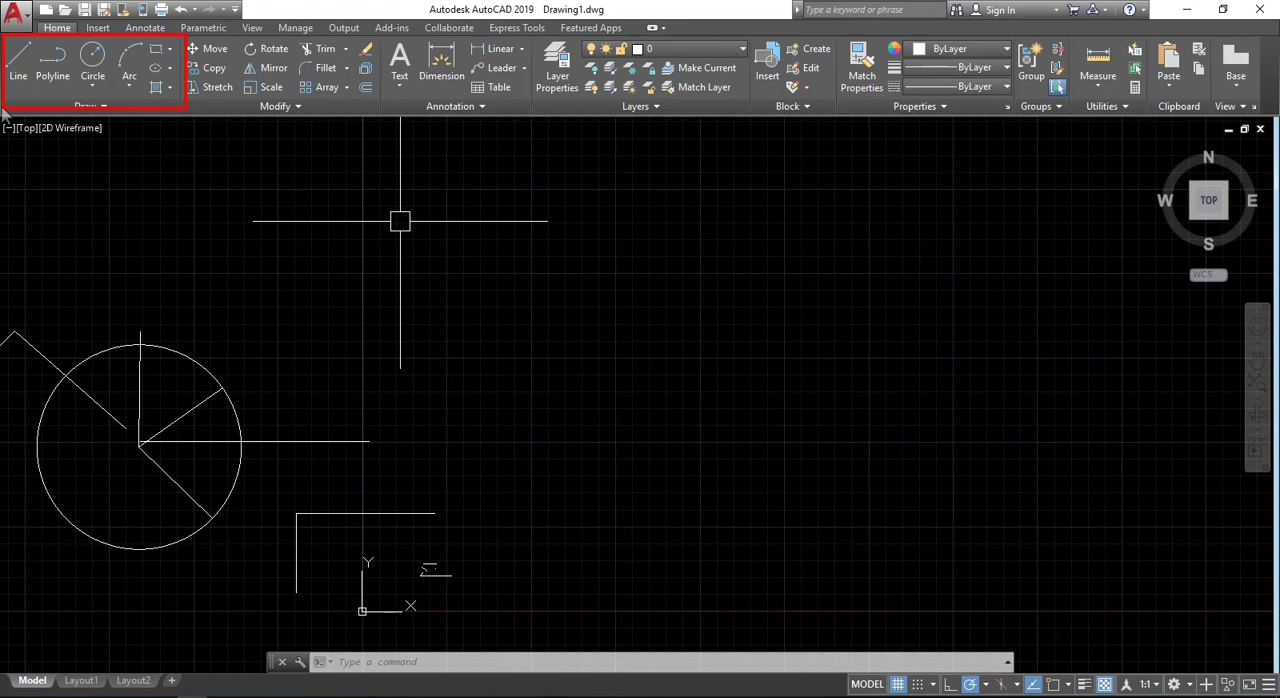 Autodesk AutoCAD 2019 Drawing1.dwg
Type a keyword or phrase
Sign In
Home Insert Annotate Parametric View Manage Output Add-ins Collaborate Express Tools Featured Apps
Line Polyline Circle Arc
Move Rotate Trim
Copy Mirror Fillet
Stretch Scale Array
Text Dimension
Linear
Leader
Table
Layer Properties
0
Make Current
Match Layer
Insert
Create
Edit
Match Properties
ByLayer
ByLayer
ByLayer
Group
Measure
Paste
Base
Draw Modify Annotation Layers Block Properties Groups Utilities Clipboard View
[−][Top][2D Wireframe]
N
W TOP E
S
WCS
Y
X
Type a command
Model Layout1 Layout2 +
MODEL 1:1